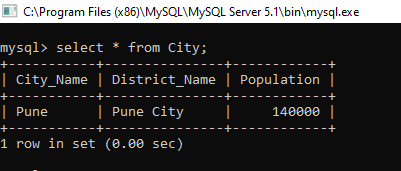 C:\Program Files (x86)\MySQL\MySQL Server 5.1\bin\mysql.exe
mysql> select * from City;
+-----------+---------------+------------+
| City_Name | District_Name | Population |
+-----------+---------------+------------+
| Pune      | Pune City     |     140000 |
+-----------+---------------+------------+
1 row in set (0.00 sec)